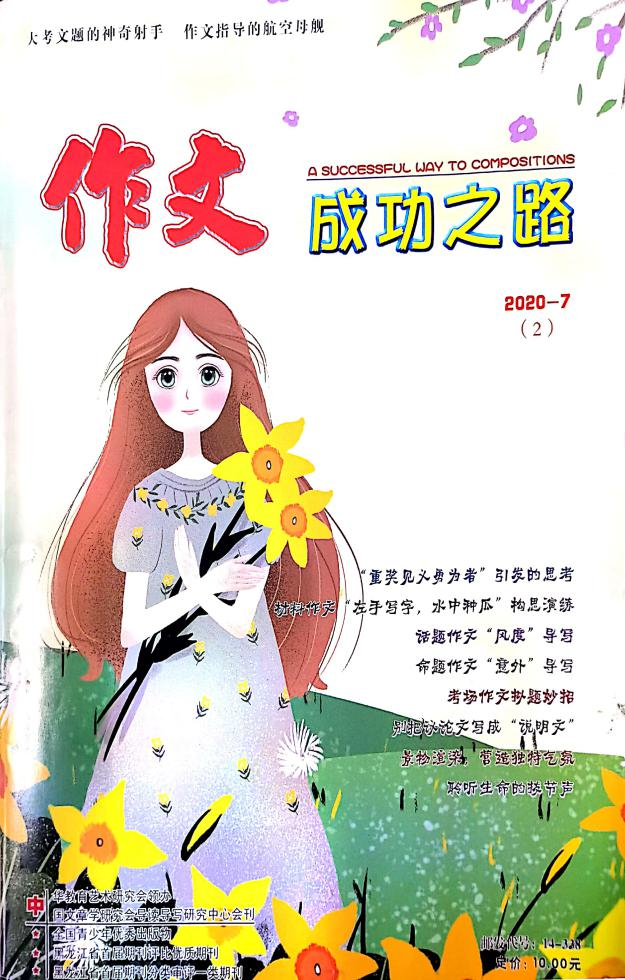 大考文题的神奇射手 作文指导的航空母舰
作文
A SUCCESSFUL WAY TO COMPOSITIONS
成功之路
2020-7
(2)
“重奖见义勇为者”引发的思考
材料作文“左手写字，水中种瓜”构思演练
话题作文“风度”导写
命题作文“意外”导写
考场作文拟题妙招
别把议论文写成“说明文”
景物渲染，营造独特气氛
聆听生命的拔节声
中
华教育艺术研究会领办
国文章学研究会导读导写研究中心会刊
★ 全国青少年优秀出版物
★ 黑龙江省首届期刊评比优质期刊
★ 黑龙江省首届期刊分类审评一类期刊
邮发代号：14-328
定价：10.00元